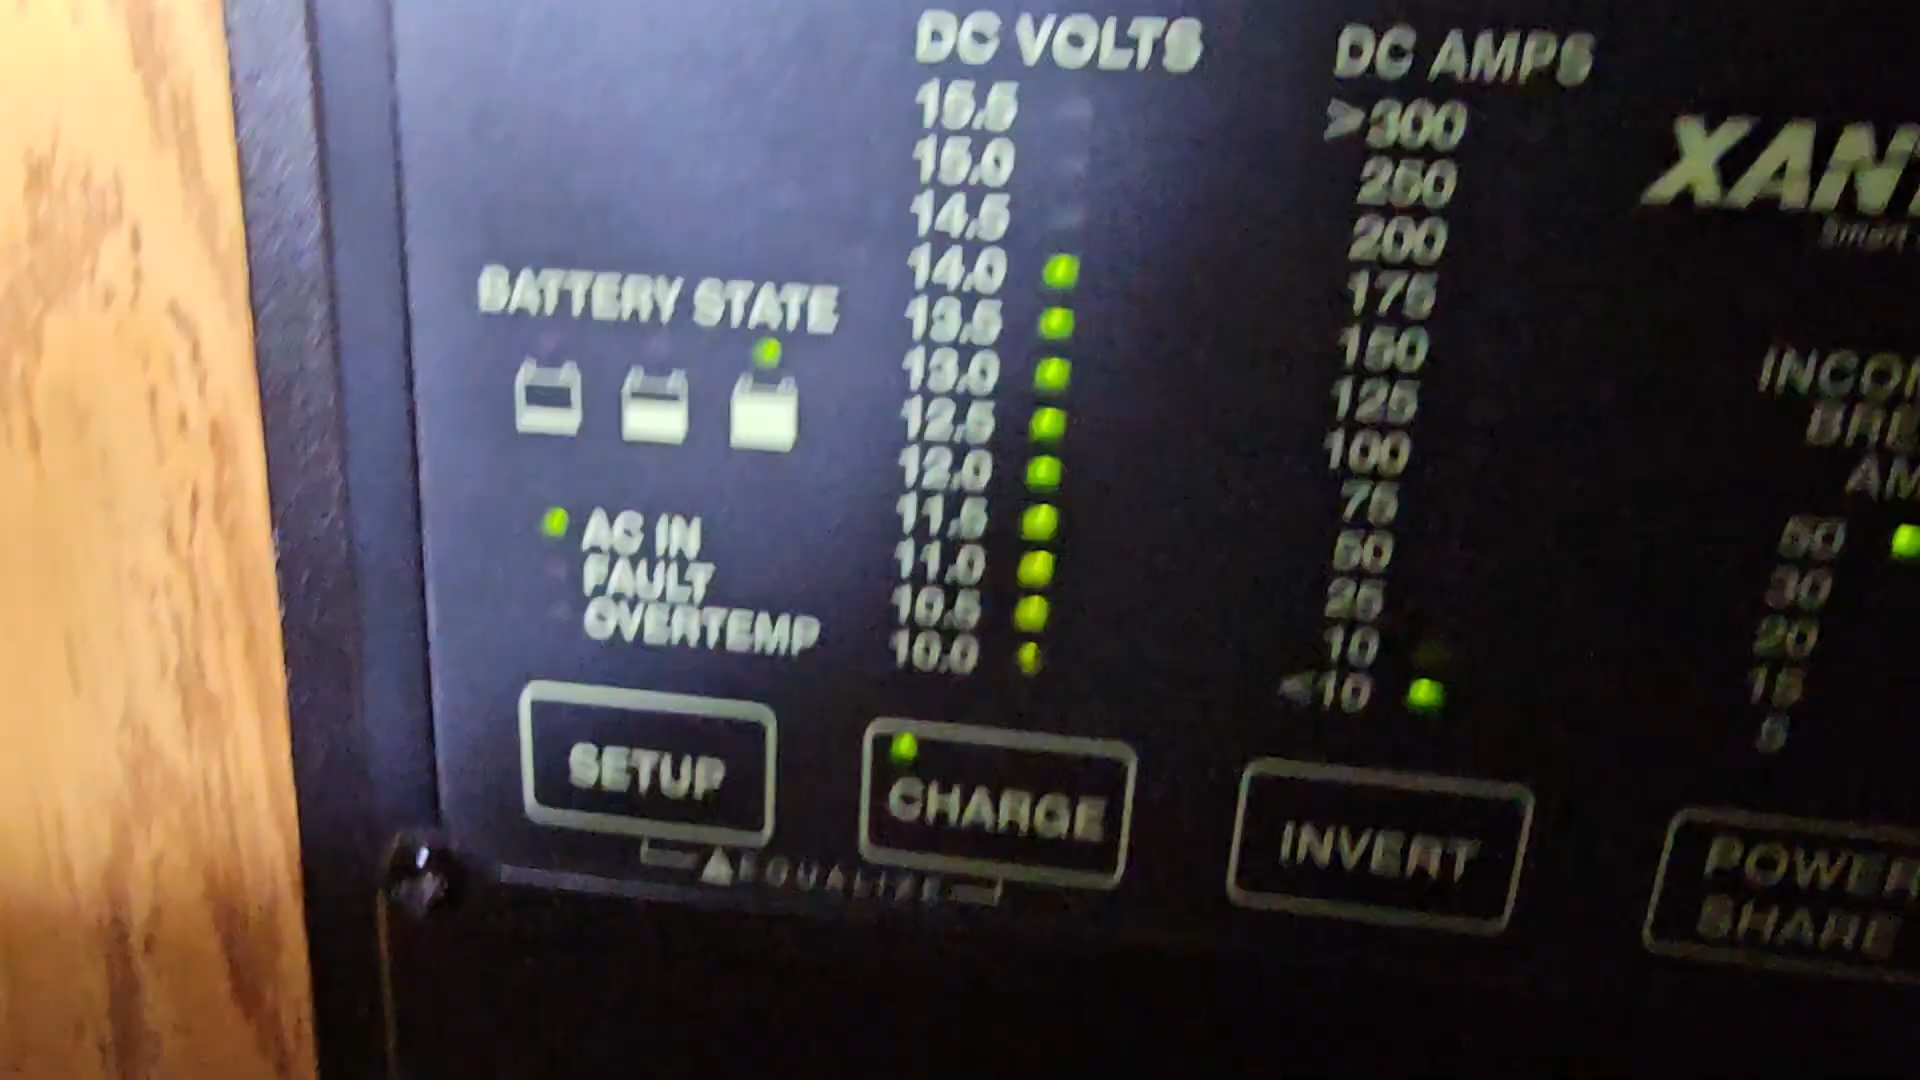 DC VOLTS
15.5
15.0
14.5
14.0
13.5
13.0
12.5
12.0
11.5
11.0
10.5
10.0
DC AMPS
>300
250
200
175
150
125
100
75
50
25
10
<10
BATTERY STATE
AC IN
FAULT
OVERTEMP
SETUP
CHARGE
EQUALIZE
INVERT
POWER
SHARE
XAN
Smart
INCO
BRE
AM
50
30
20
15
5